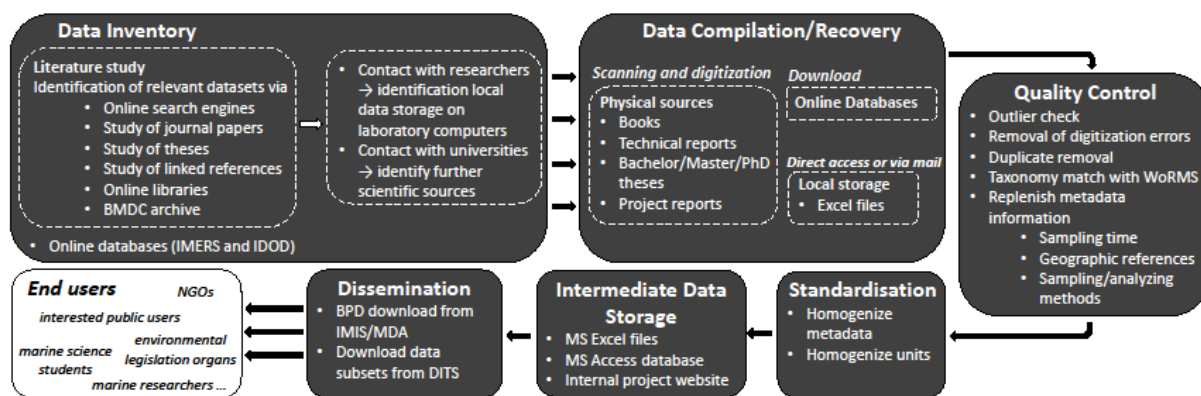 Data Inventory
Literature study
Identification of relevant datasets via
• Online search engines
• Study of journal papers
• Study of theses
• Study of linked references
• Online libraries
• BMDC archive
• Contact with researchers
→ identification local
data storage on
laboratory computers
• Contact with universities
→ identify further
scientific sources
• Online databases (IMERS and IDOD)
Data Compilation/Recovery
Scanning and digitization
Physical sources
• Books
• Technical reports
• Bachelor/Master/PhD
theses
• Project reports
Download
Online Databases
Direct access or via mail
Local storage
• Excel files
Quality Control
• Outlier check
• Removal of digitization errors
• Duplicate removal
• Taxonomy match with WoRMS
• Replenish metadata
information
• Sampling time
• Geographic references
• Sampling/analyzing
methods
Standardisation
• Homogenize
metadata
• Homogenize units
Intermediate Data
Storage
• MS Excel files
• MS Access database
• Internal project website
Dissemination
• BPD download from
IMIS/MDA
• Download data
subsets from DITS
End users
NGOs
interested public users
environmental
legislation organs
marine science
students
marine researchers ...